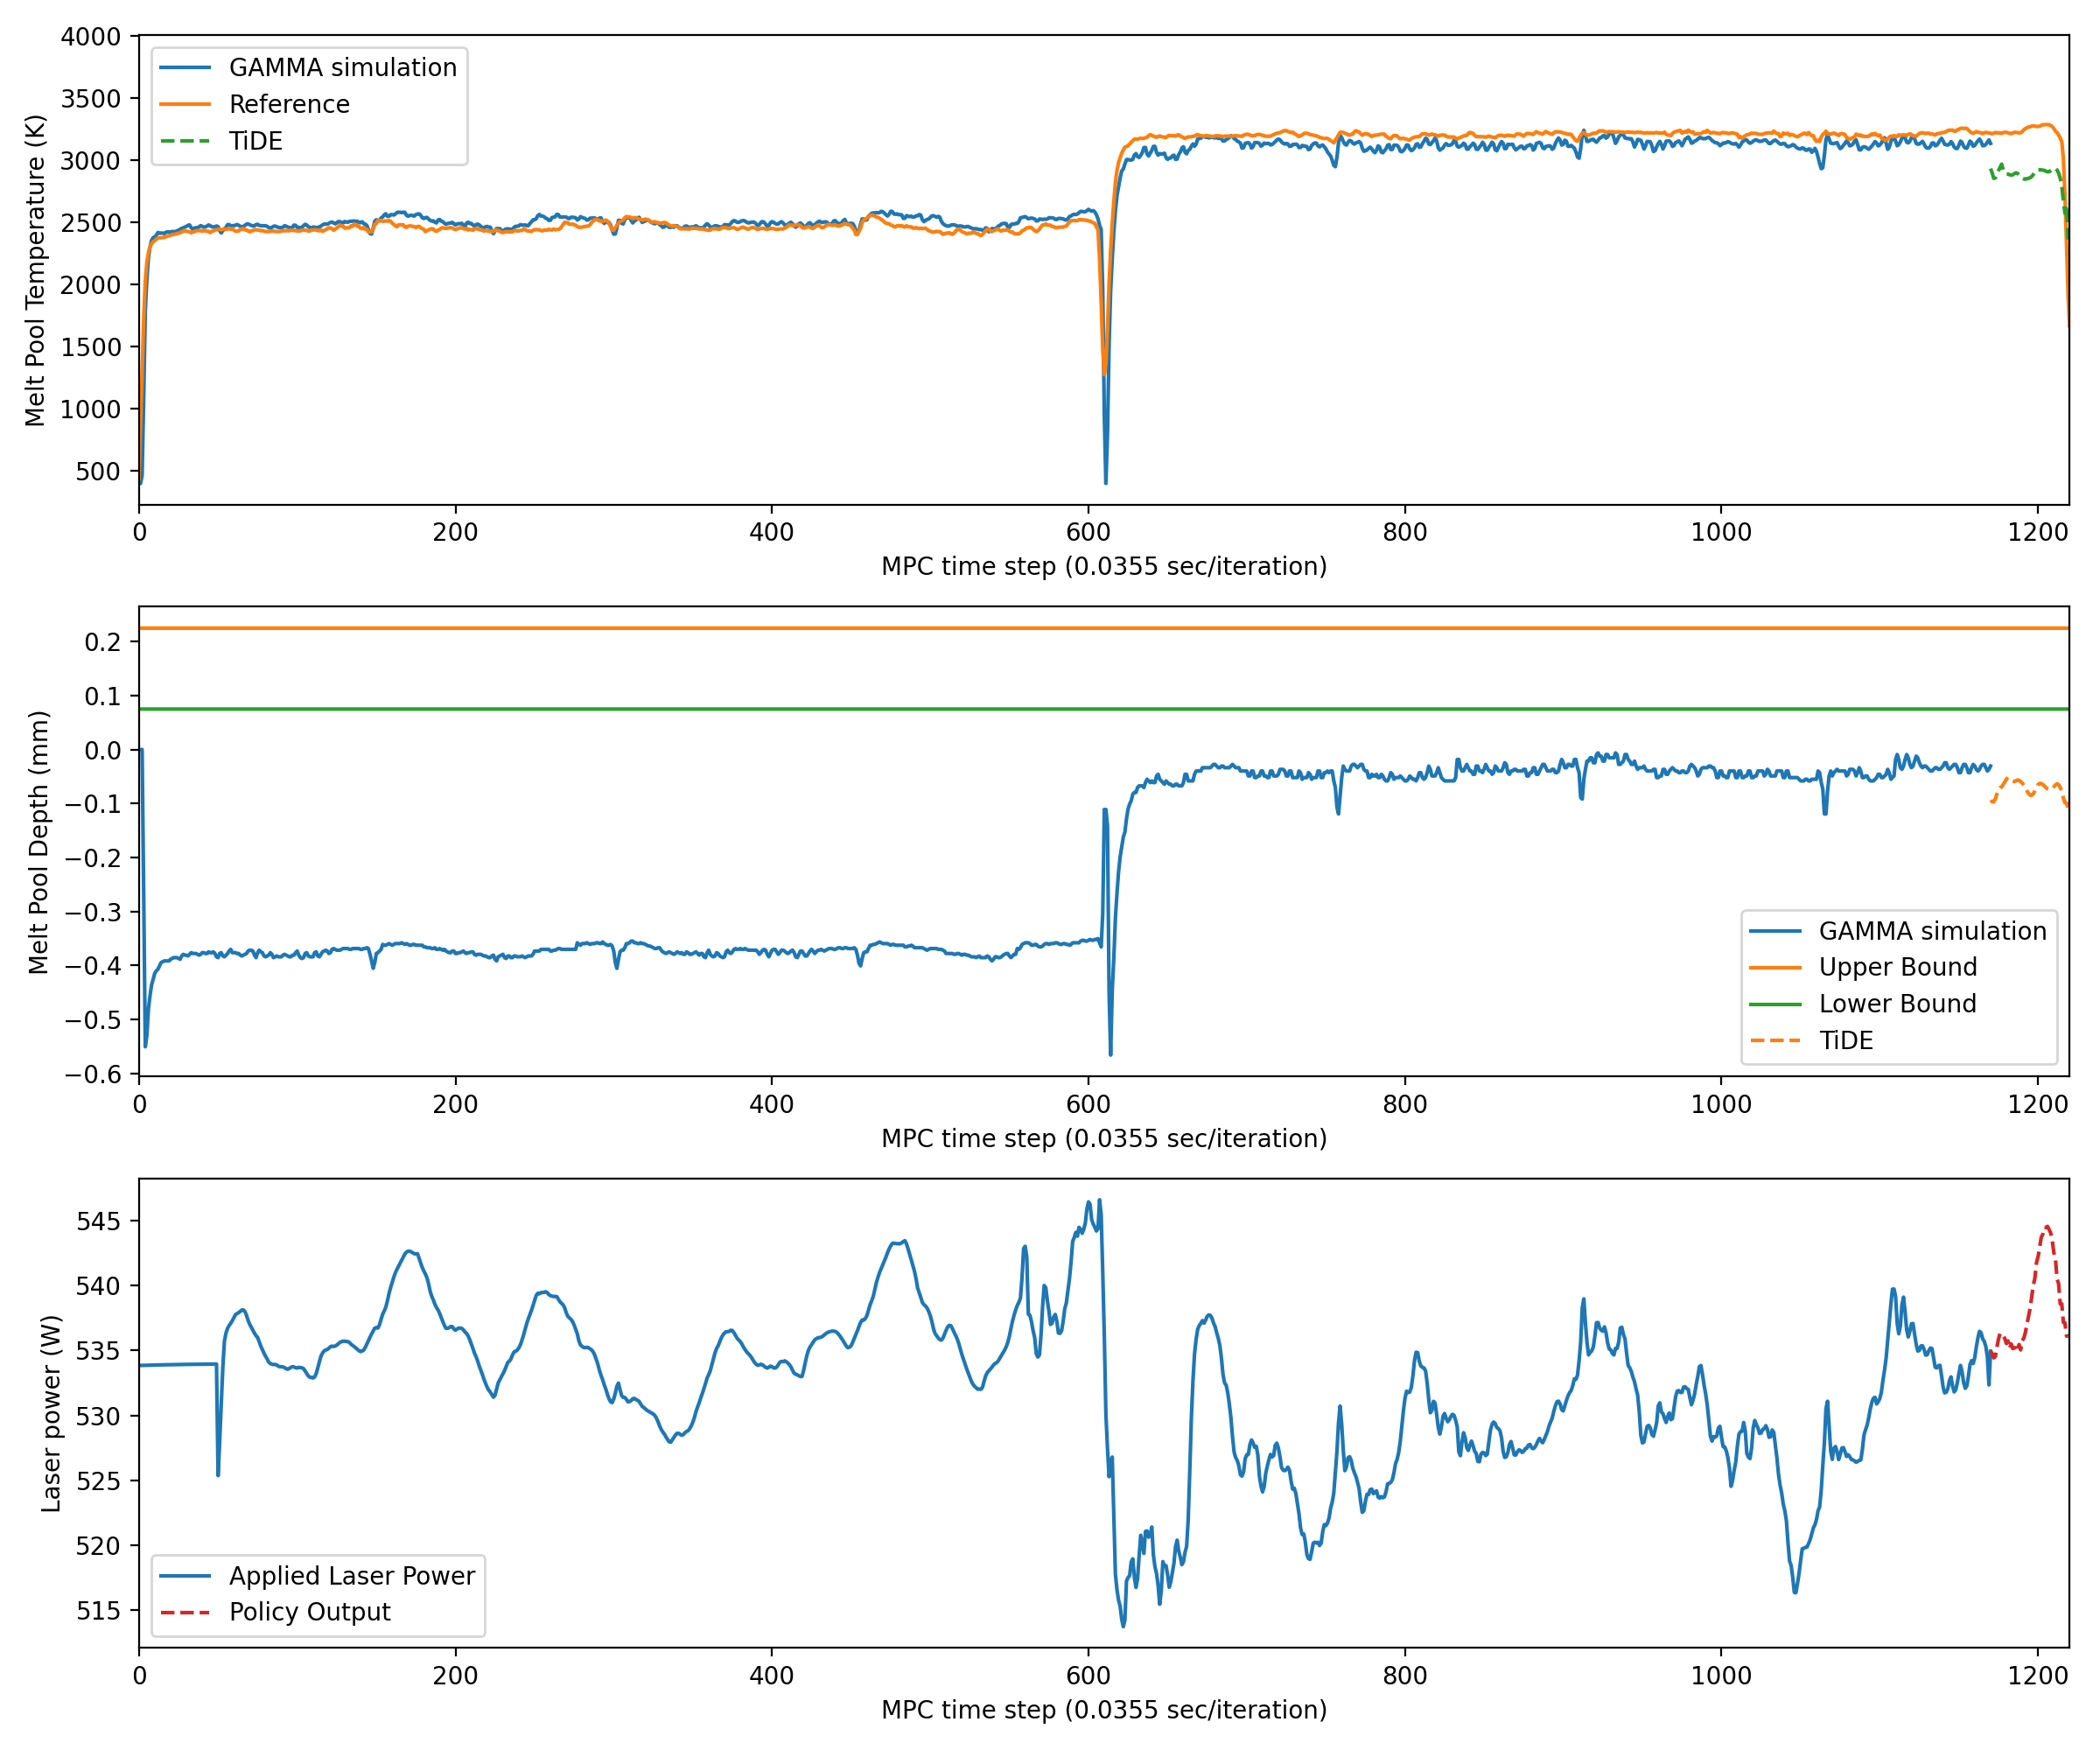 4000
3500
3000
2500
2000
1500
1000
500
Melt Pool Temperature (K)
GAMMA simulation
Reference
TiDE
0 200 400 600 800 1000 1200
MPC time step (0.0355 sec/iteration)
0.2
0.1
0.0
−0.1
−0.2
−0.3
−0.4
−0.5
−0.6
Melt Pool Depth (mm)
GAMMA simulation
Upper Bound
Lower Bound
TiDE
0 200 400 600 800 1000 1200
MPC time step (0.0355 sec/iteration)
545
540
535
530
525
520
515
Laser power (W)
Applied Laser Power
Policy Output
0 200 400 600 800 1000 1200
MPC time step (0.0355 sec/iteration)